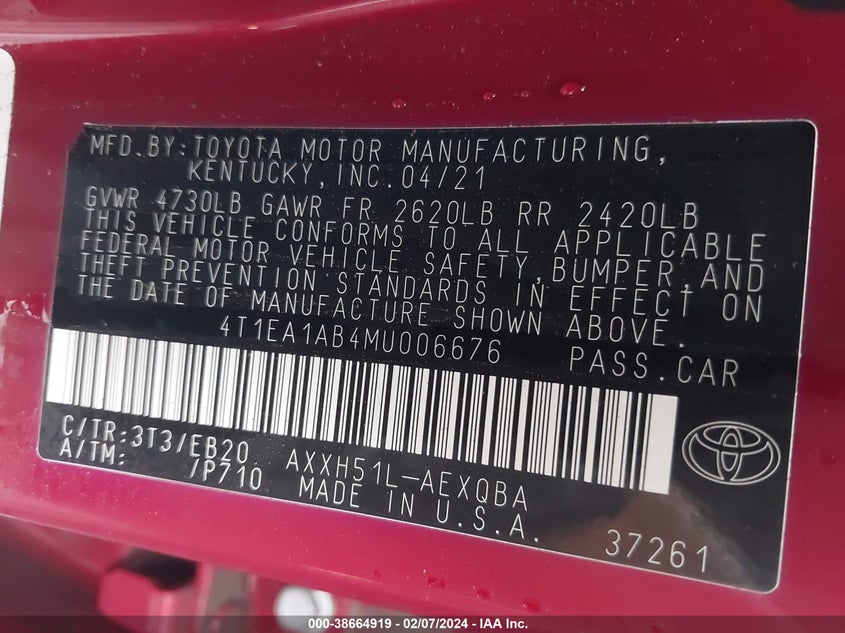 MFD.BY:TOYOTA MOTOR MANUFACTURING,
KENTUCKY,INC.04/21
GVWR 4730LB GAWR FR 2620LB RR 2420LB
THIS VEHICLE CONFORMS TO ALL APPLICABLE
FEDERAL MOTOR VEHICLE SAFETY,BUMPER,AND
THEFT PREVENTION STANDARDS IN EFFECT ON
THE DATE OF MANUFACTURE SHOWN ABOVE.
4T1EA1AB4MU006676 PASS.CAR
C/TR:3T3/EB20 AXXH51L-AEXQBA
A/TM: /P710 MADE IN U.S.A.
37261
000-38664919 - 02/07/2024 - IAA Inc.